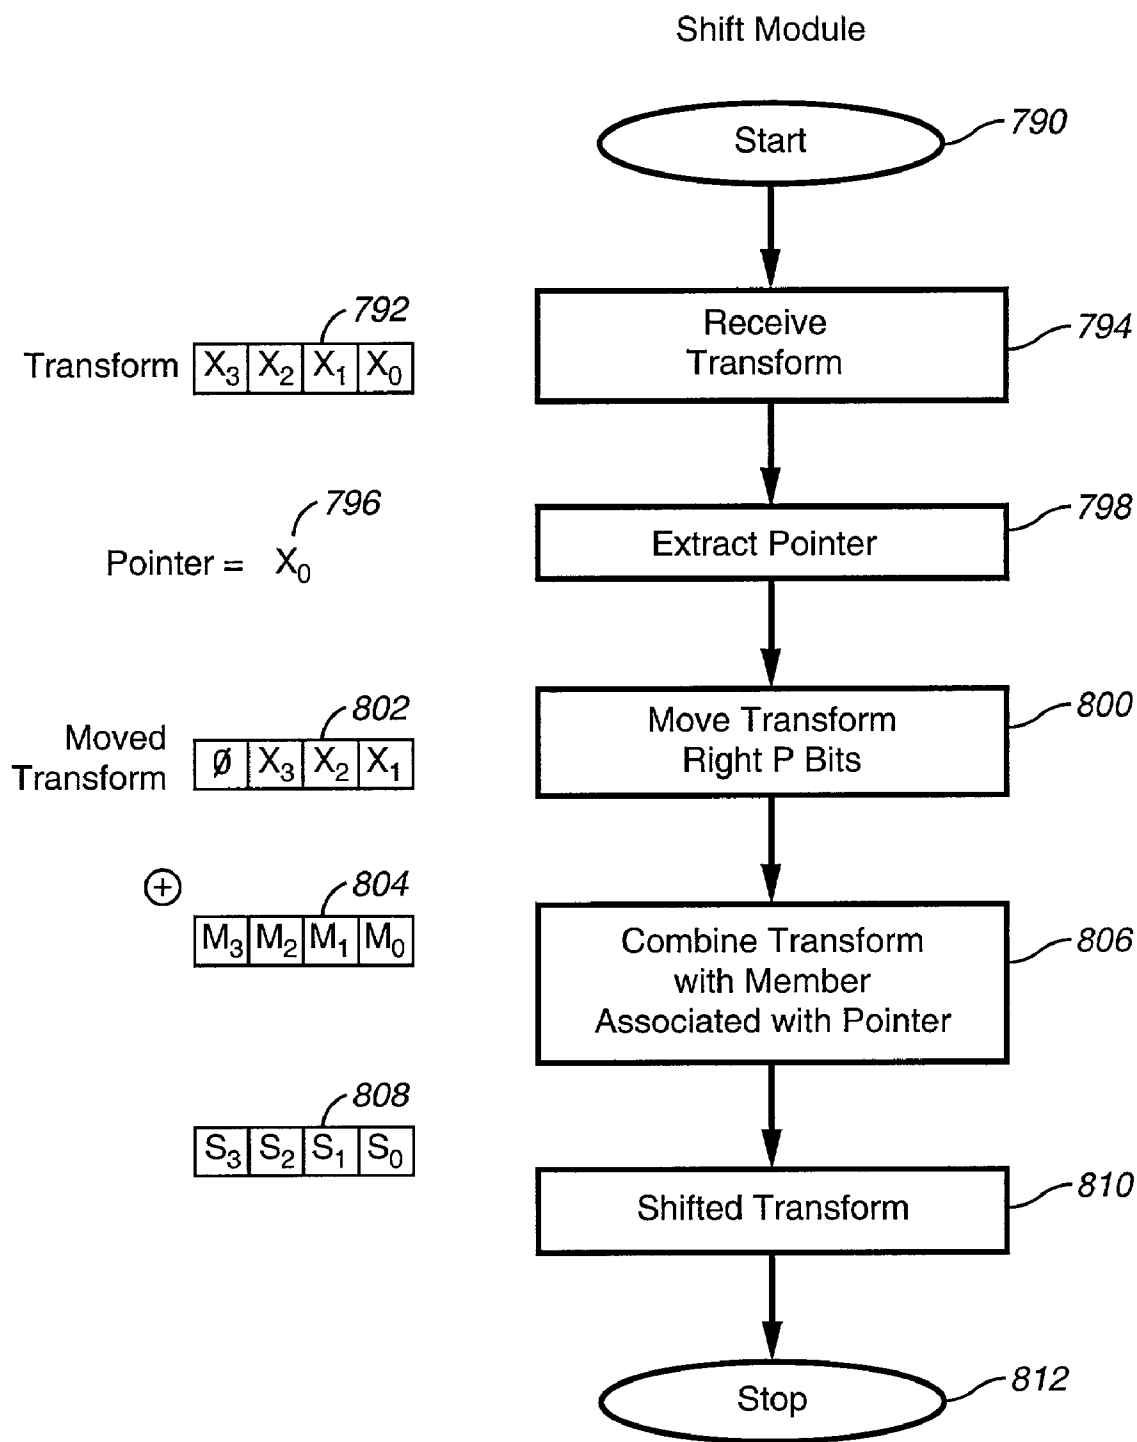 Shift Module
Start
790
792
Transform X3 X2 X1 X0
Receive
Transform
794
796
Pointer = X0
Extract Pointer
798
802
Moved
Transform
Ø X3 X2 X1
Move Transform
Right P Bits
800
⊕
804
M3 M2 M1 M0
Combine Transform
with Member
Associated with Pointer
806
808
S3 S2 S1 S0
Shifted Transform
810
Stop
812